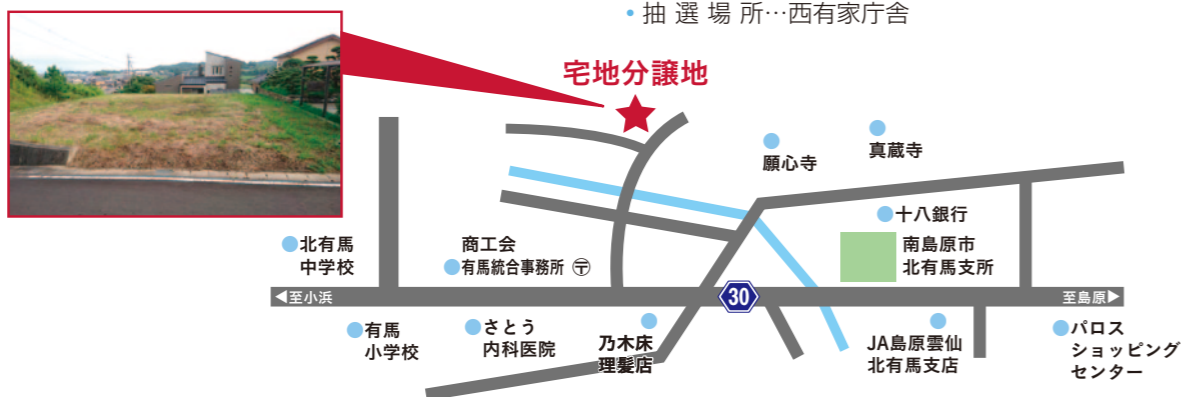 • 抽選場所…西有家庁舎
宅地分譲地
願心寺
真蔵寺
十八銀行
南島原市
北有馬支所
北有馬
中学校
商工会
有馬統合事務所 〶
◀至小浜
30
至島原▶
有馬
小学校
さとう
内科医院
乃木床
理髪店
JA島原雲仙
北有馬支店
パロス
ショッピング
センター